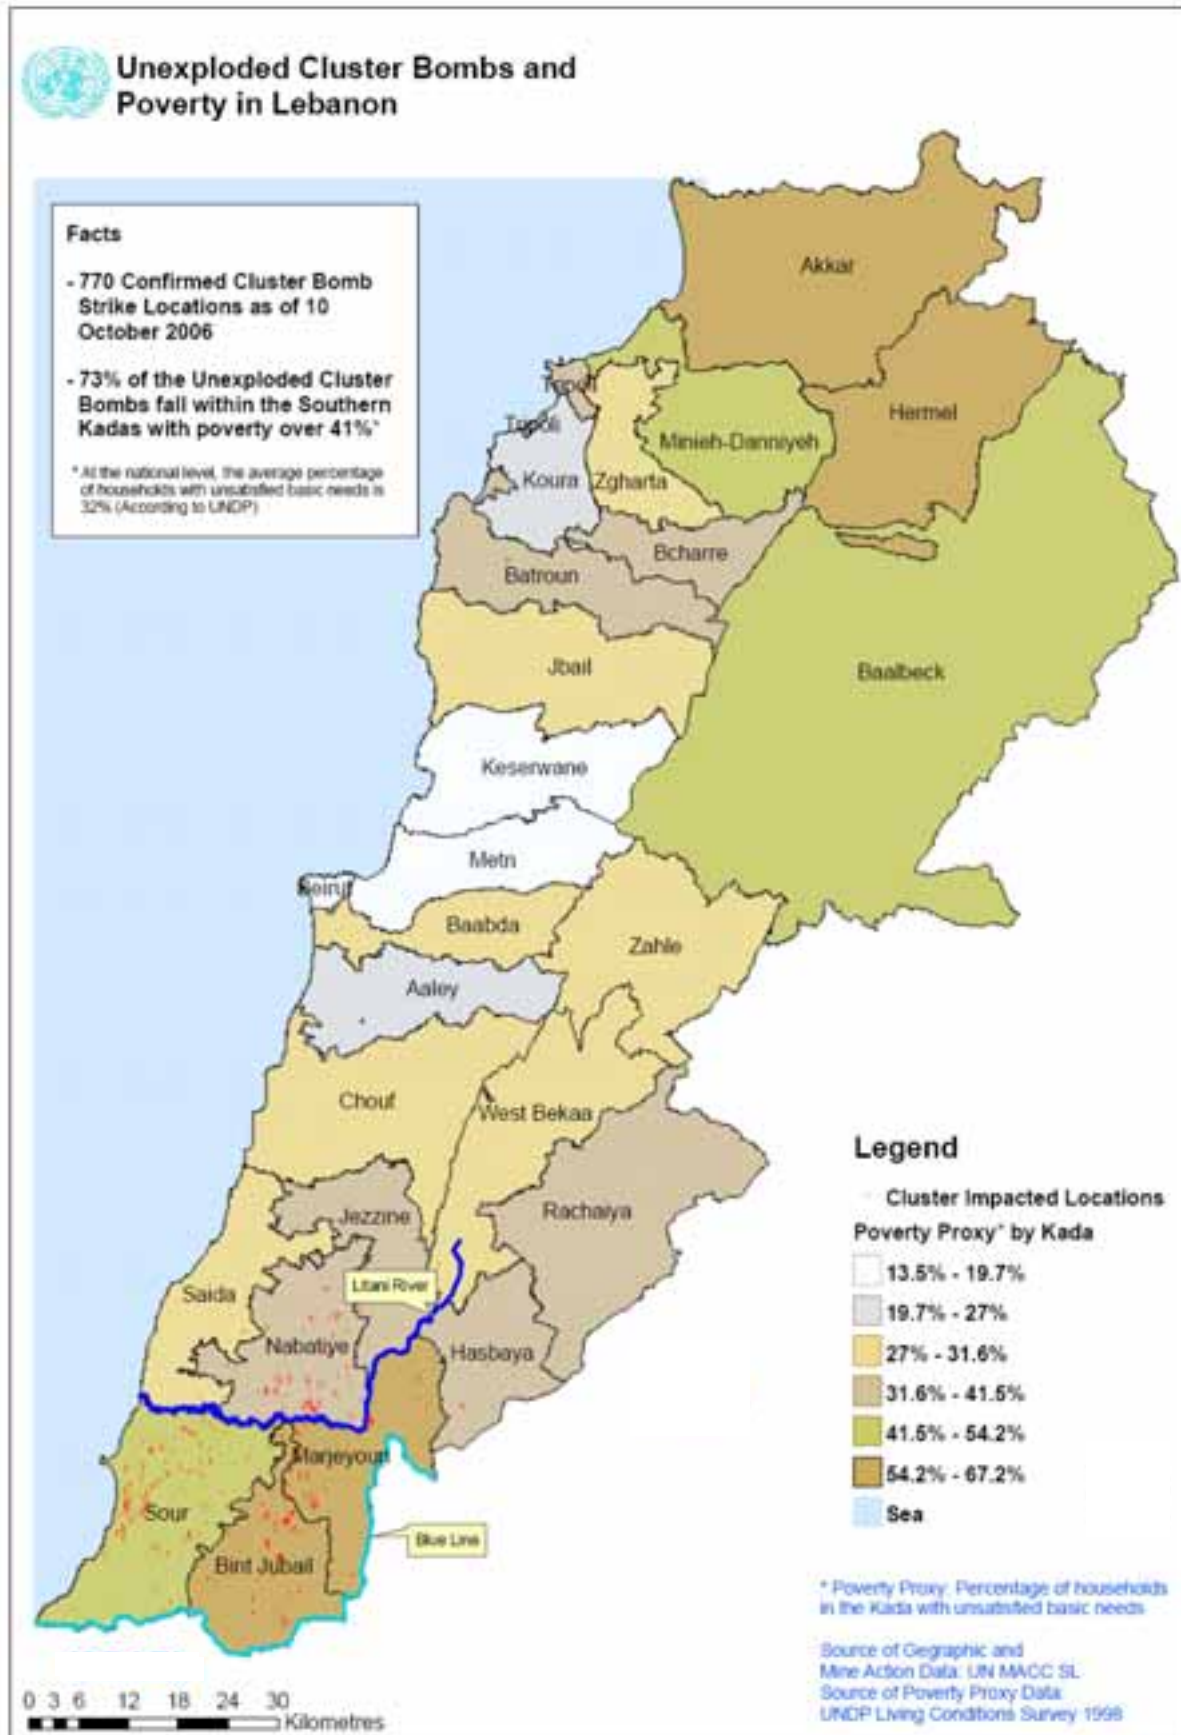 Unexploded Cluster Bombs and
Poverty in Lebanon
Facts
- 770 Confirmed Cluster Bomb
Strike Locations as of 10
October 2006
- 73% of the Unexploded Cluster
Bombs fall within the Southern
Kadas with poverty over 41%*
* At the national level, the average percentage
of households with unsatisfied basic needs is
32% (According to UNDP)
Akkar
Hermel
Minieh-Danniyeh
Tripoli
Tripoli
Koura
Zgharta
Bcharre
Batroun
Jbail
Baalbeck
Keserwane
Metn
Beirut
Baabda
Zahle
Aaley
Chouf
West Bekaa
Rachaiya
Jezzine
Saida
Litani River
Nabatiye
Hasbaya
Marjeyoun
Sour
Bint Jubail
Blue Line
Legend
Cluster Impacted Locations
Poverty Proxy* by Kada
13.5% - 19.7%
19.7% - 27%
27% - 31.6%
31.6% - 41.5%
41.5% - 54.2%
54.2% - 67.2%
Sea
* Poverty Proxy: Percentage of households
in the Kada with unsatisfied basic needs
Source of Gegraphic and
Mine Action Data: UN MACC SL
Source of Poverty Proxy Data:
UNDP Living Conditions Survey 1998
0 3 6 12 18 24 30
Kilometres